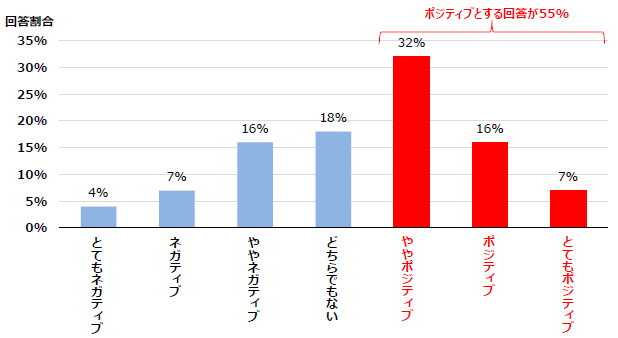 ポジティブとする回答が55%
回答割合
35%
30%
25%
20%
15%
10%
5%
0%
4%
7%
16%
18%
32%
16%
7%
とてもネガティブ
ネガティブ
ややネガティブ
どちらでもない
ややポジティブ
ポジティブ
とてもポジティブ